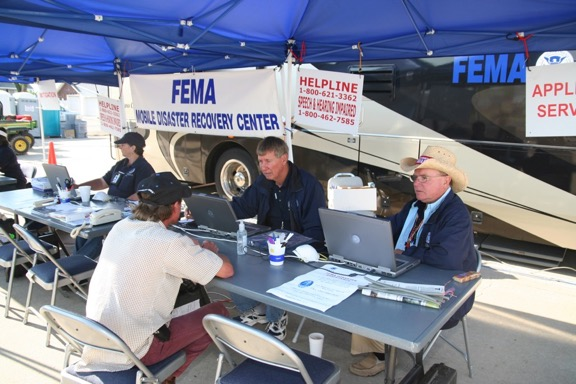 FEMA
MOBILE DISASTER RECOVERY CENTER
HELPLINE
1-800-621-3362
SPEECH & HEARING IMPAIRED
1-800-462-7585
FEMA
APPL
SERV